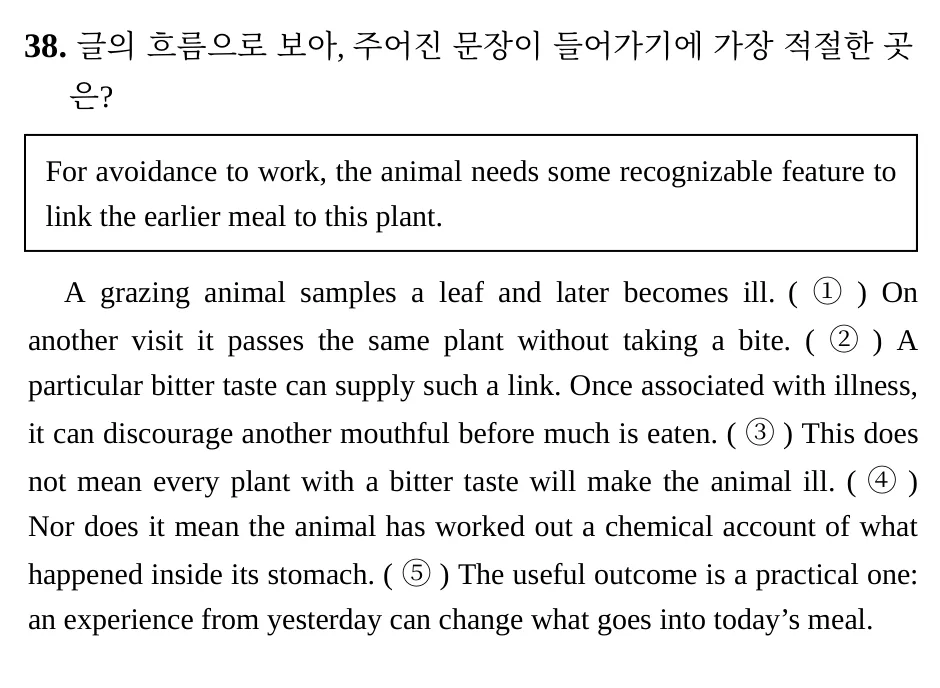 38. 글의 흐름으로 보아, 주어진 문장이 들어가기에 가장 적절한 곳
은?
For avoidance to work, the animal needs some recognizable feature to
link the earlier meal to this plant.
A grazing animal samples a leaf and later becomes ill. ( ① ) On
another visit it passes the same plant without taking a bite. ( ② ) A
particular bitter taste can supply such a link. Once associated with illness,
it can discourage another mouthful before much is eaten. ( ③ ) This does
not mean every plant with a bitter taste will make the animal ill. ( ④ )
Nor does it mean the animal has worked out a chemical account of what
happened inside its stomach. ( ⑤ ) The useful outcome is a practical one:
an experience from yesterday can change what goes into today’s meal.